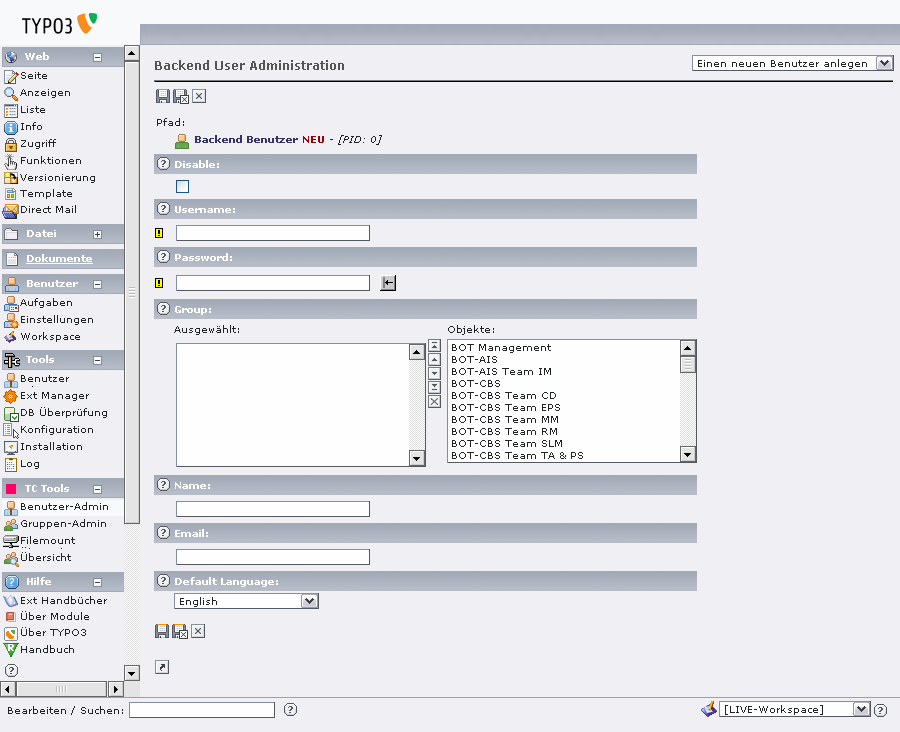 TYPO3
Web
Seite
Anzeigen
Liste
Info
Zugriff
Funktionen
Versionierung
Template
Direct Mail
Datei
Dokumente
Benutzer
Aufgaben
Einstellungen
Workspace
Tools
Benutzer
Ext Manager
DB Überprüfung
Konfiguration
Installation
Log
TC Tools
Benutzer-Admin
Gruppen-Admin
Filemount
Übersicht
Hilfe
Ext Handbücher
Über Module
Über TYPO3
Handbuch
Backend User Administration
Einen neuen Benutzer anlegen
Pfad:
Backend Benutzer NEU - [PID: 0]
Disable:
Username:
Password:
Group:
Ausgewählt:
Objekte:
BOT Management
BOT-AIS
BOT-AIS Team IM
BOT-CBS
BOT-CBS Team CD
BOT-CBS Team EPS
BOT-CBS Team MM
BOT-CBS Team RM
BOT-CBS Team SLM
BOT-CBS Team TA & PS
Name:
Email:
Default Language:
English
Bearbeiten / Suchen:
[LIVE-Workspace]